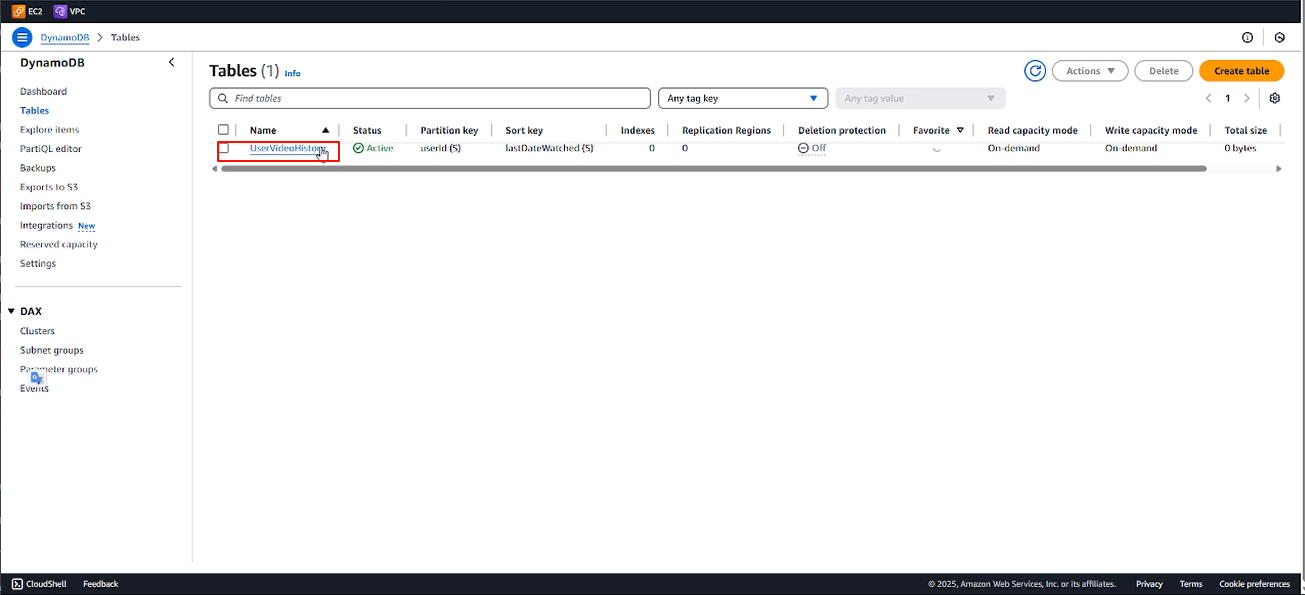 EC2 VPC
DynamoDB > Tables
DynamoDB
Dashboard
Tables
Explore items
PartiQL editor
Backups
Exports to S3
Imports from S3
Integrations New
Reserved capacity
Settings
DAX
Clusters
Subnet groups
Parameter groups
Events
Tables (1) Info
Actions Delete Create table
Find tables Any tag key Any tag value 1
Name Status Partition key Sort key Indexes Replication Regions Deletion protection Favorite Read capacity mode Write capacity mode Total size
UserVideoHistory Active userId (S) lastDateWatched (S) 0 0 Off On-demand On-demand 0 bytes
CloudShell Feedback © 2025, Amazon Web Services, Inc. or its affiliates. Privacy Terms Cookie preferences